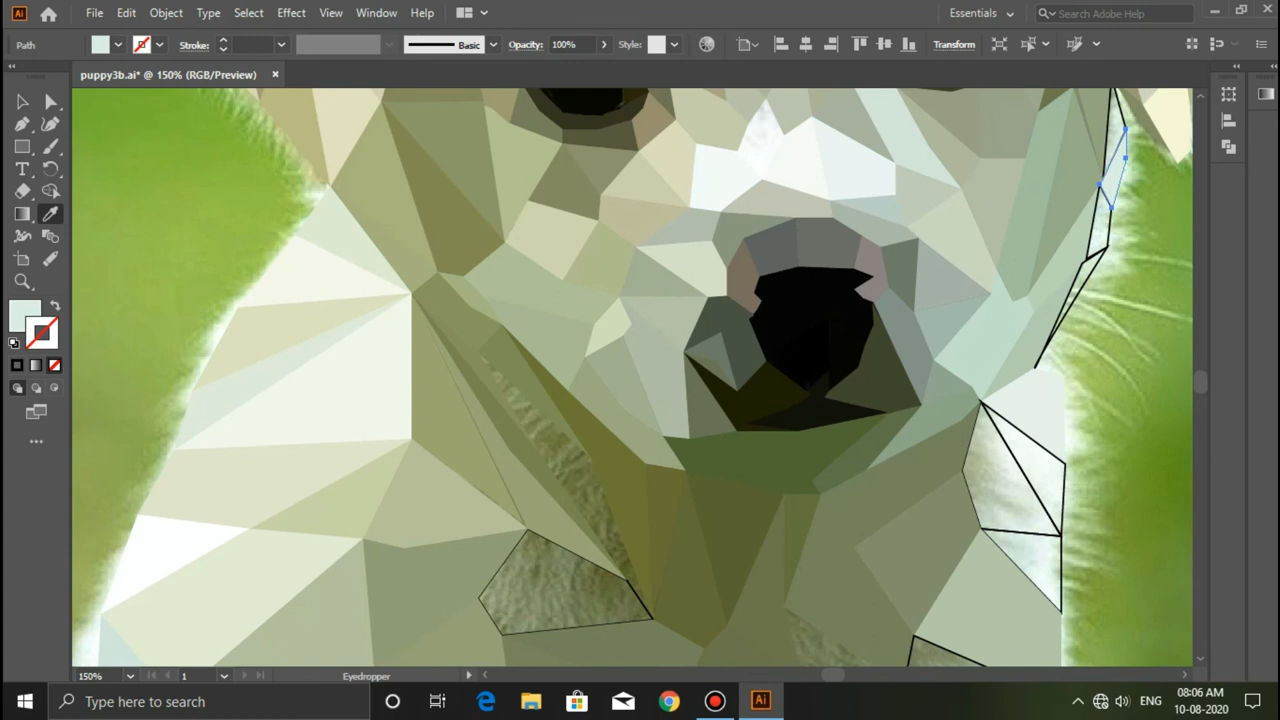 Ai File Edit Object Type Select Effect View Window Help Essentials Search Adobe Help
Path Stroke: Basic Opacity: 100% Style: Transform
puppy3b.ai* @ 150% (RGB/Preview)
150% 1 Eyedropper
Type here to search Ai ENG 08:06 AM
10-08-2020